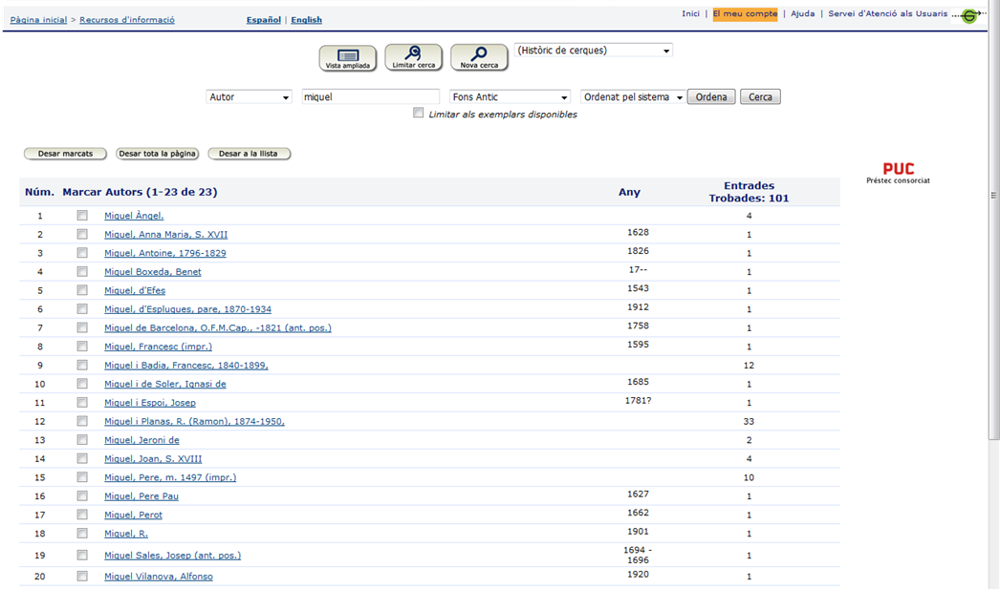 Pàgina inicial > Recursos d'informació Español | English Inici | El meu compte | Ajuda | Servei d'Atenció als Usuaris
Vista ampliada Limitar cerca Nova cerca (Històric de cerques)
Autor miquel Fons Antic Ordenat pel sistema Ordena Cerca
Limitar als exemplars disponibles
Desar marcats Desar tota la pàgina Desar a la llista
PUC
Préstec consorciat
Núm. Marcar Autors (1-23 de 23) Any Entrades Trobades: 101
1 Miquel Àngel. 4
2 Miquel, Anna Maria, S. XVII 1628 1
3 Miquel, Antoine, 1796-1829 1826 1
4 Miquel Boxeda, Benet 17-- 1
5 Miquel, d'Efes 1543 1
6 Miquel, d'Esplugues, pare, 1870-1934 1912 1
7 Miquel de Barcelona, O.F.M.Cap., -1821 (ant. pos.) 1758 1
8 Miquel, Francesc (impr.) 1595 1
9 Miquel i Badia, Francesc, 1840-1899, 12
10 Miquel i de Soler, Ignasi de 1685 1
11 Miquel i Espoi, Josep 1781? 1
12 Miquel i Planas, R. (Ramon), 1874-1950, 33
13 Miquel, Jeroni de 2
14 Miquel, Joan, S. XVIII 4
15 Miquel, Pere, m. 1497 (impr.) 10
16 Miquel, Pere Pau 1627 1
17 Miquel, Perot 1662 1
18 Miquel, R. 1901 1
19 Miquel Sales, Josep (ant. pos.) 1694 - 1696 1
20 Miquel Vilanova, Alfonso 1920 1